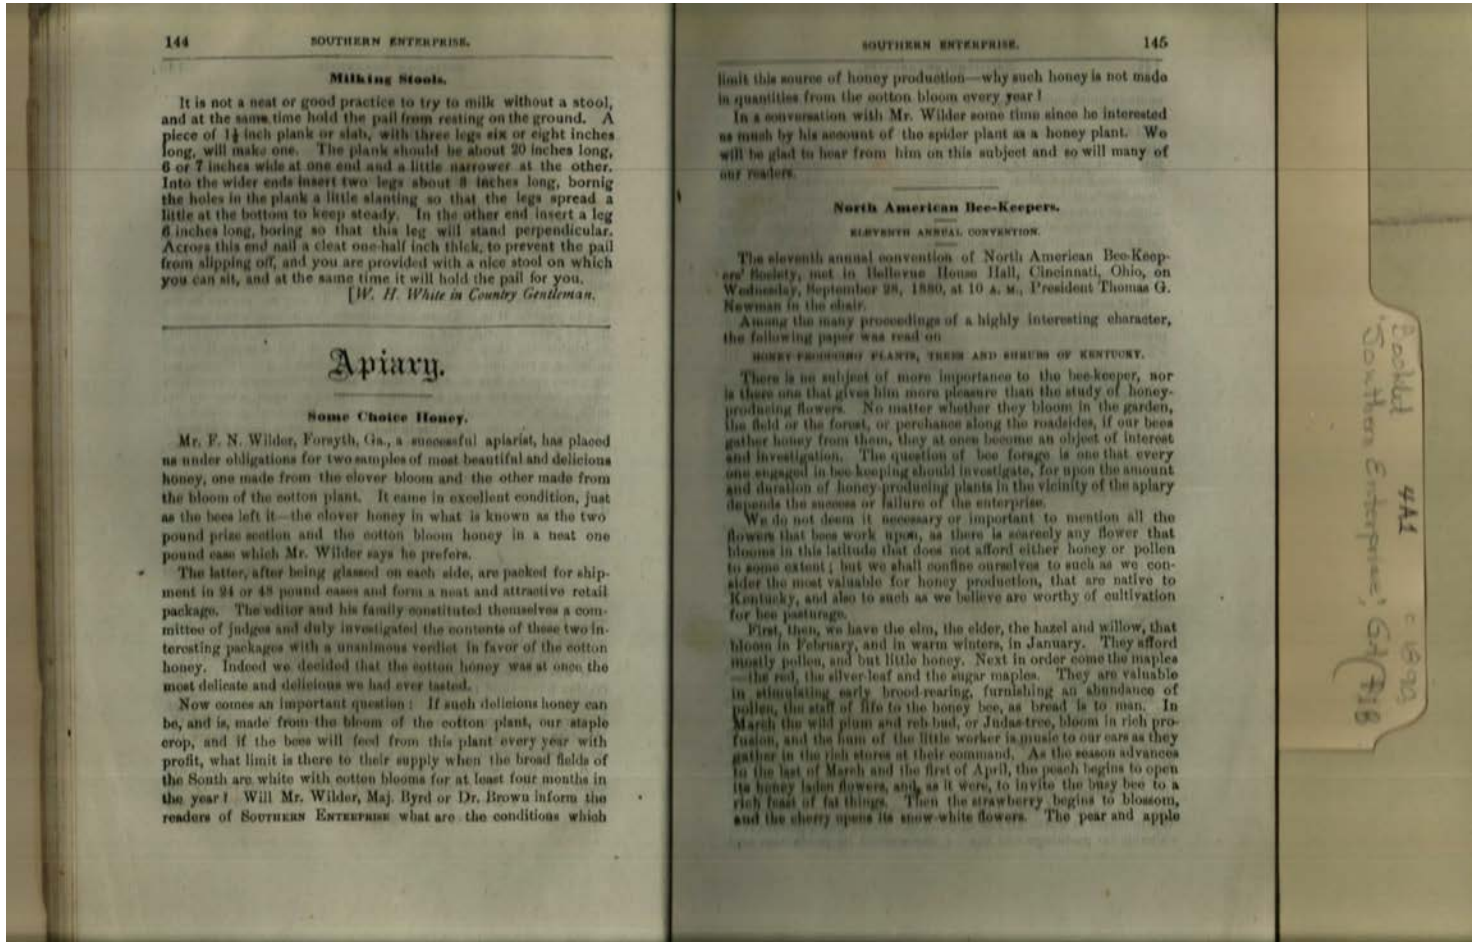 144
SOUTHERN ENTERPRISE.
Milking Stools.
It is not a neat or good practice to try to milk without a stool,
and at the same time hold the pail from resting on the ground. A
piece of 1½ inch plank or slab, with three legs six or eight inches
long, will make one. The plank should be about 20 inches long,
6 or 7 inches wide at one end and a little narrower at the other.
Into the wider ends insert two legs about 8 inches long, bornig
the holes in the plank a little slanting so that the legs spread a
little at the bottom to keep steady. In the other end insert a leg
6 inches long, boring so that this leg will stand perpendicular.
Across this end nail a cleat one-half inch thick, to prevent the pail
from slipping off, and you are provided with a nice stool on which
you can sit, and at the same time it will hold the pail for you.
[W. H. White in Country Gentleman.
Apiary.
Some Choice Honey.
Mr. F. N. Wilder, Forsyth, Ga., a successful apiarist, has placed
us under obligations for two samples of most beautiful and delicious
honey, one made from the clover bloom and the other made from
the bloom of the cotton plant. It came in excellent condition, just
as the bees left it—the clover honey in what is known as the two
pound prize section and the cotton bloom honey in a neat one
pound case which Mr. Wilder says he prefers.
The latter, after being glassed on each side, are packed for ship-
ment in 24 or 48 pound cases and form a neat and attractive retail
package. The editor and his family constituted themselves a com-
mittee of judges and duly investigated the contents of these two in-
teresting packages with a unanimous verdict in favor of the cotton
honey. Indeed we decided that the cotton honey was at once the
most delicate and delicious we had ever tasted.
Now comes an important question: If such delicious honey can
be, and is, made from the bloom of the cotton plant, our staple
crop, and if the bees will feed from this plant every year with
profit, what limit is there to their supply when the broad fields of
the South are white with cotton blooms for at least four months in
the year? Will Mr. Wilder, Maj. Byrd or Dr. Brown inform the
readers of SOUTHERN ENTERPRISE what are the conditions which
SOUTHERN ENTERPRISE.
145
limit this source of honey production—why such honey is not made
in quantities from the cotton bloom every year?
In a conversation with Mr. Wilder some time since he interested
us much by his account of the spider plant as a honey plant. We
will be glad to hear from him on this subject and so will many of
our readers.
North American Bee-Keepers.
ELEVENTH ANNUAL CONVENTION.
The eleventh annual convention of North American Bee-Keep-
ers' Society, met in Bellevue House Hall, Cincinnati, Ohio, on
Wednesday, September 28, 1880, at 10 A. M., President Thomas G.
Newman in the chair.
Among the many proceedings of a highly interesting character,
the following paper was read on
HONEY-PRODUCING PLANTS, TREES AND SHRUBS OF KENTUCKY.
There is no subject of more importance to the bee-keeper, nor
is there one that gives him more pleasure than the study of honey-
producing flowers. No matter whether they bloom in the garden,
the field or the forest, or perchance along the roadsides, if our bees
gather honey from them, they at once become an object of interest
and investigation. The question of bee forage is one that every
one engaged in bee keeping should investigate, for upon the amount
and duration of honey-producing plants in the vicinity of the apiary
depends the success or failure of the enterprise.
We do not deem it necessary or important to mention all the
flowers that bees work upon, as there is scarcely any flower that
blooms in this latitude that does not afford either honey or pollen
to some extent; but we shall confine ourselves to such as we con-
sider the most valuable for honey production, that are native to
Kentucky, and also to such as we believe are worthy of cultivation
for bee pasturage.
First, then, we have the elm, the elder, the hazel and willow, that
bloom in February, and in warm winters, in January. They afford
mostly pollen, and but little honey. Next in order come the maples
—the red, the silver-leaf and the sugar maples. They are valuable
in stimulating early brood-rearing, furnishing an abundance of
pollen, the staff of life to the honey bee, as bread is to man. In
March the wild plum and reb-bud, or Judas-tree, bloom in rich pro-
fusion, and the hum of the little worker is music to our ears as they
gather in the rich stores at their command. As the season advances
to the last of March and the first of April, the peach begins to open
its honey laden flowers, and, as it were, to invite the busy bee to a
rich feast of fat things. Then the strawberry begins to blossom,
and the cherry opens its snow-white flowers. The pear and apple
4A1
Booklet
"Southern Enterprise", GA